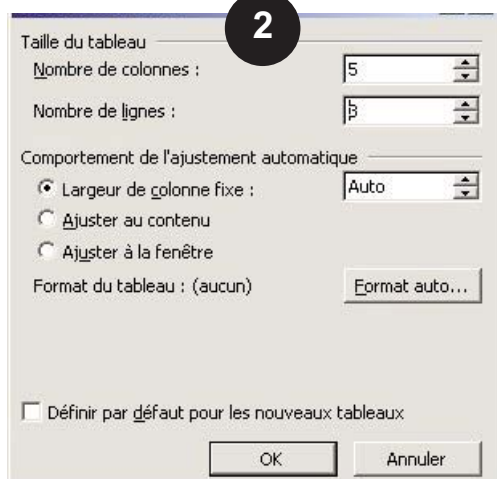 2
Taille du tableau
Nombre de colonnes : 5
Nombre de lignes : 3
Comportement de l'ajustement automatique
Largeur de colonne fixe : Auto
Ajuster au contenu
Ajuster à la fenêtre
Format du tableau : (aucun) Format auto...
Définir par défaut pour les nouveaux tableaux
OK Annuler